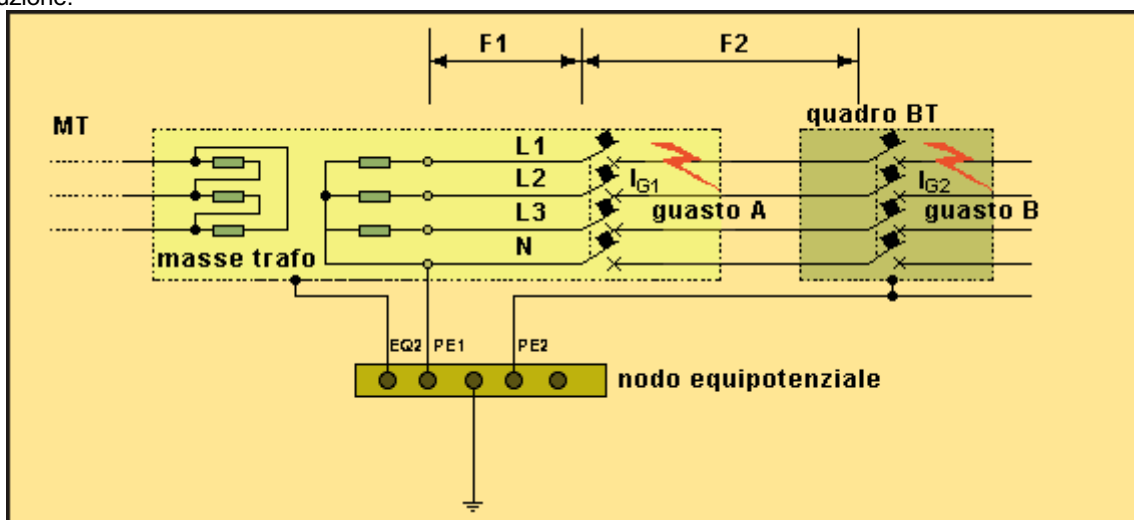 uzione.
F1 F2
MT
quadro BT
L1
L2 IG1 IG2
L3 guasto A guasto B
masse trafo N
EQ2 PE1 PE2
nodo equipotenziale